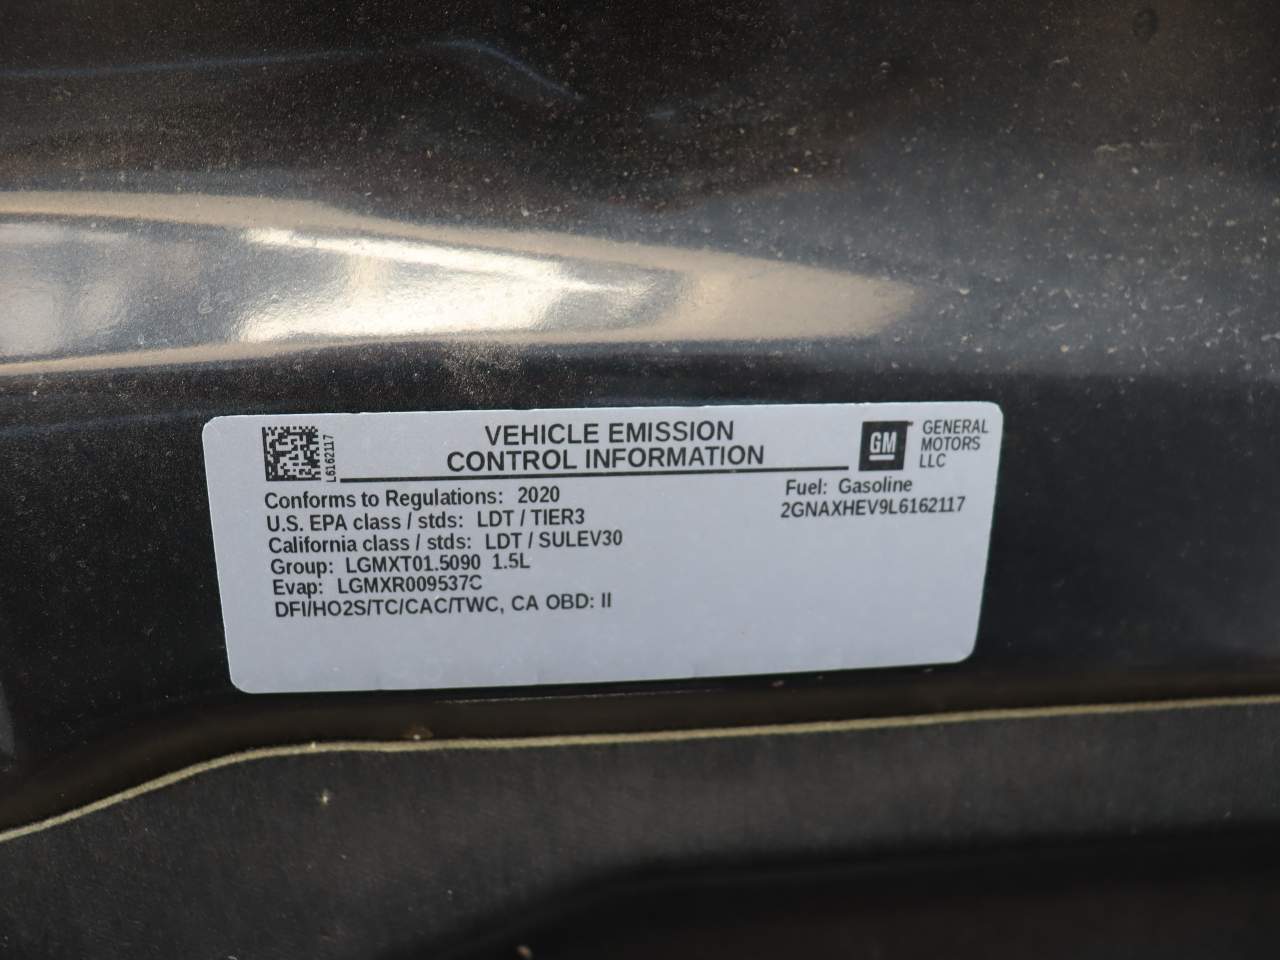 L6162117
VEHICLE EMISSION
CONTROL INFORMATION
GM
GENERAL
MOTORS
LLC
Conforms to Regulations: 2020
U.S. EPA class / stds: LDT / TIER3
California class / stds: LDT / SULEV30
Group: LGMXT01.5090 1.5L
Evap: LGMXR009537C
DFI/HO2S/TC/CAC/TWC, CA OBD: II
Fuel: Gasoline
2GNAXHEV9L6162117